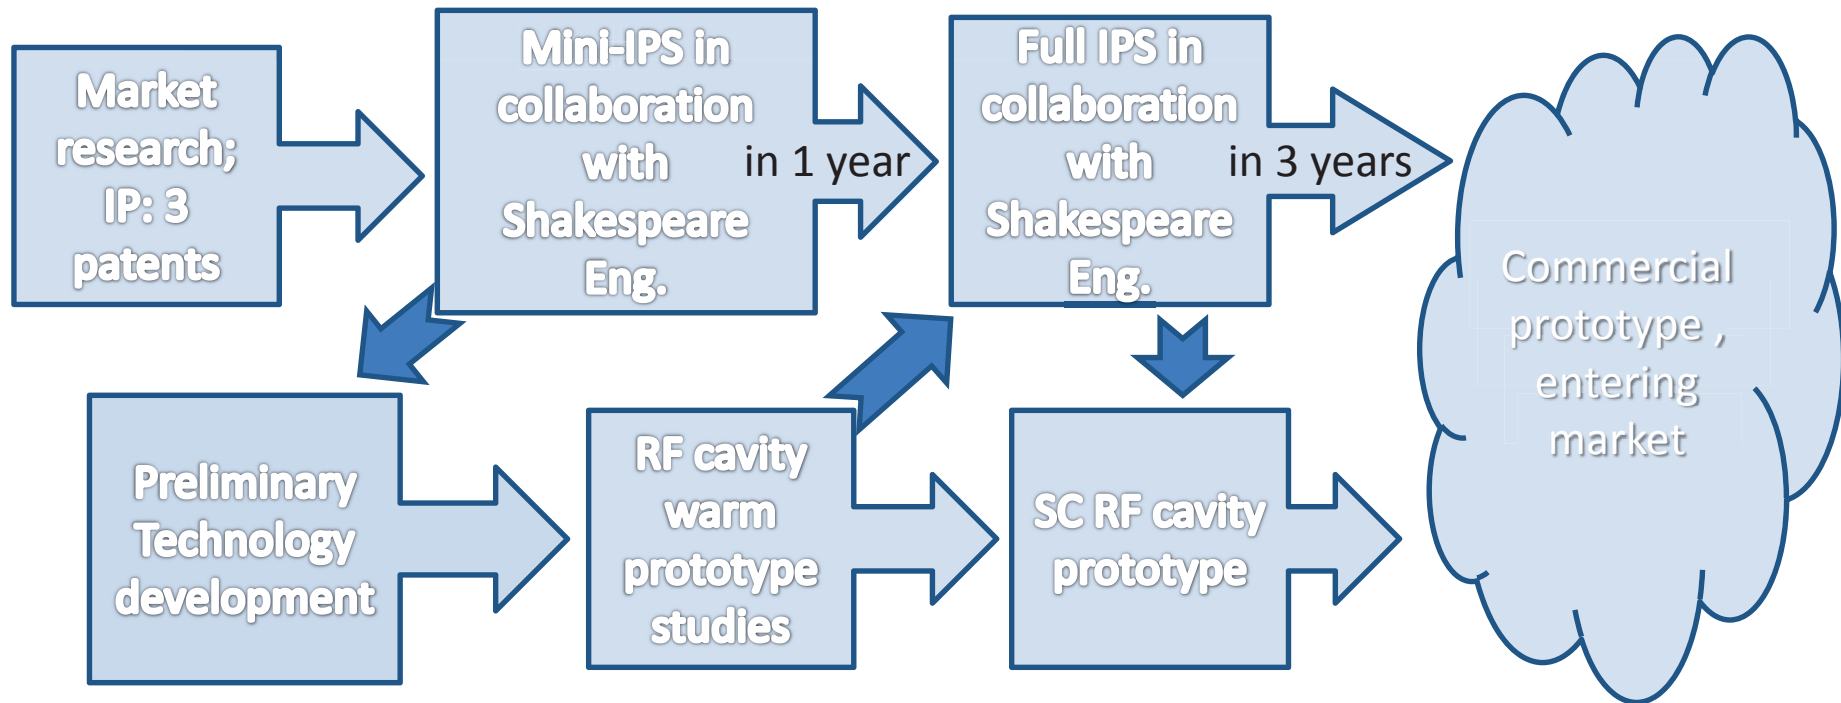 Market
research;
IP: 3
patents
Mini-IPS in
collaboration
with
Shakespeare
Eng.
in 1 year
Full IPS in
collaboration
with
Shakespeare
Eng.
in 3 years
Commercial
prototype ,
entering
market
Preliminary
Technology
development
RF cavity
warm
prototype
studies
SC RF cavity
prototype